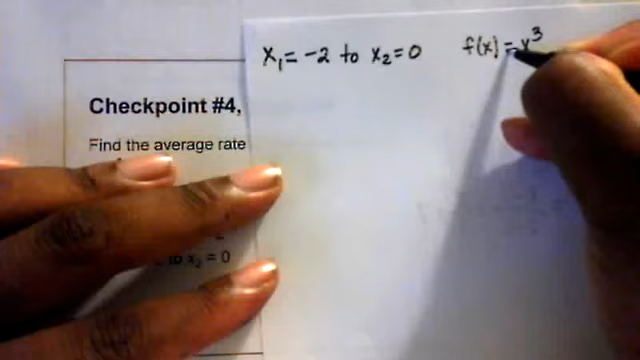 x₁ = -2 to x₂ = 0 f(x) = x³
Checkpoint #4,
Find the average rate
to x₂ = 0